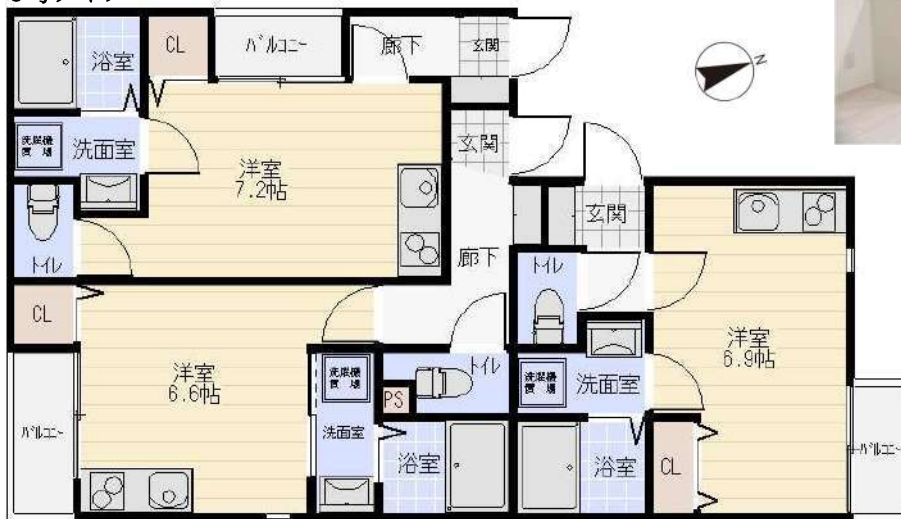 浴室
CL
バルコニー
廊下
玄関
N
洗濯機
置場
洗面室
洋室
7.2帖
玄関
玄関
トイレ
廊下
トイレ
CL
洋室
6.6帖
洗濯機
置場
トイレ
PS
洗濯機
置場
洗面室
洋室
6.9帖
バルコニー
洗面室
浴室
浴室
CL
バルコニー